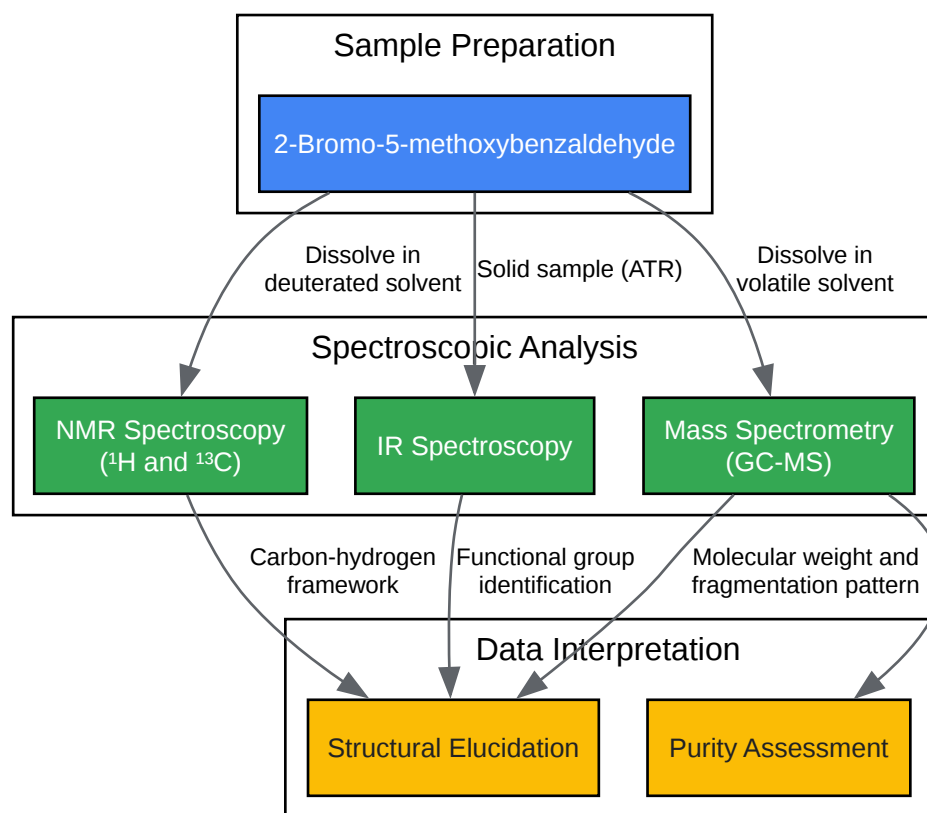 Sample Preparation
2-Bromo-5-methoxybenzaldehyde
Dissolve in
deuterated solvent
Solid sample (ATR)
Dissolve in
volatile solvent
Spectroscopic Analysis
NMR Spectroscopy
(¹H and ¹³C)
IR Spectroscopy
Mass Spectrometry
(GC-MS)
Carbon-hydrogen
framework
Functional group
identification
Molecular weight and
fragmentation pattern
Data Interpretation
Structural Elucidation
Purity Assessment